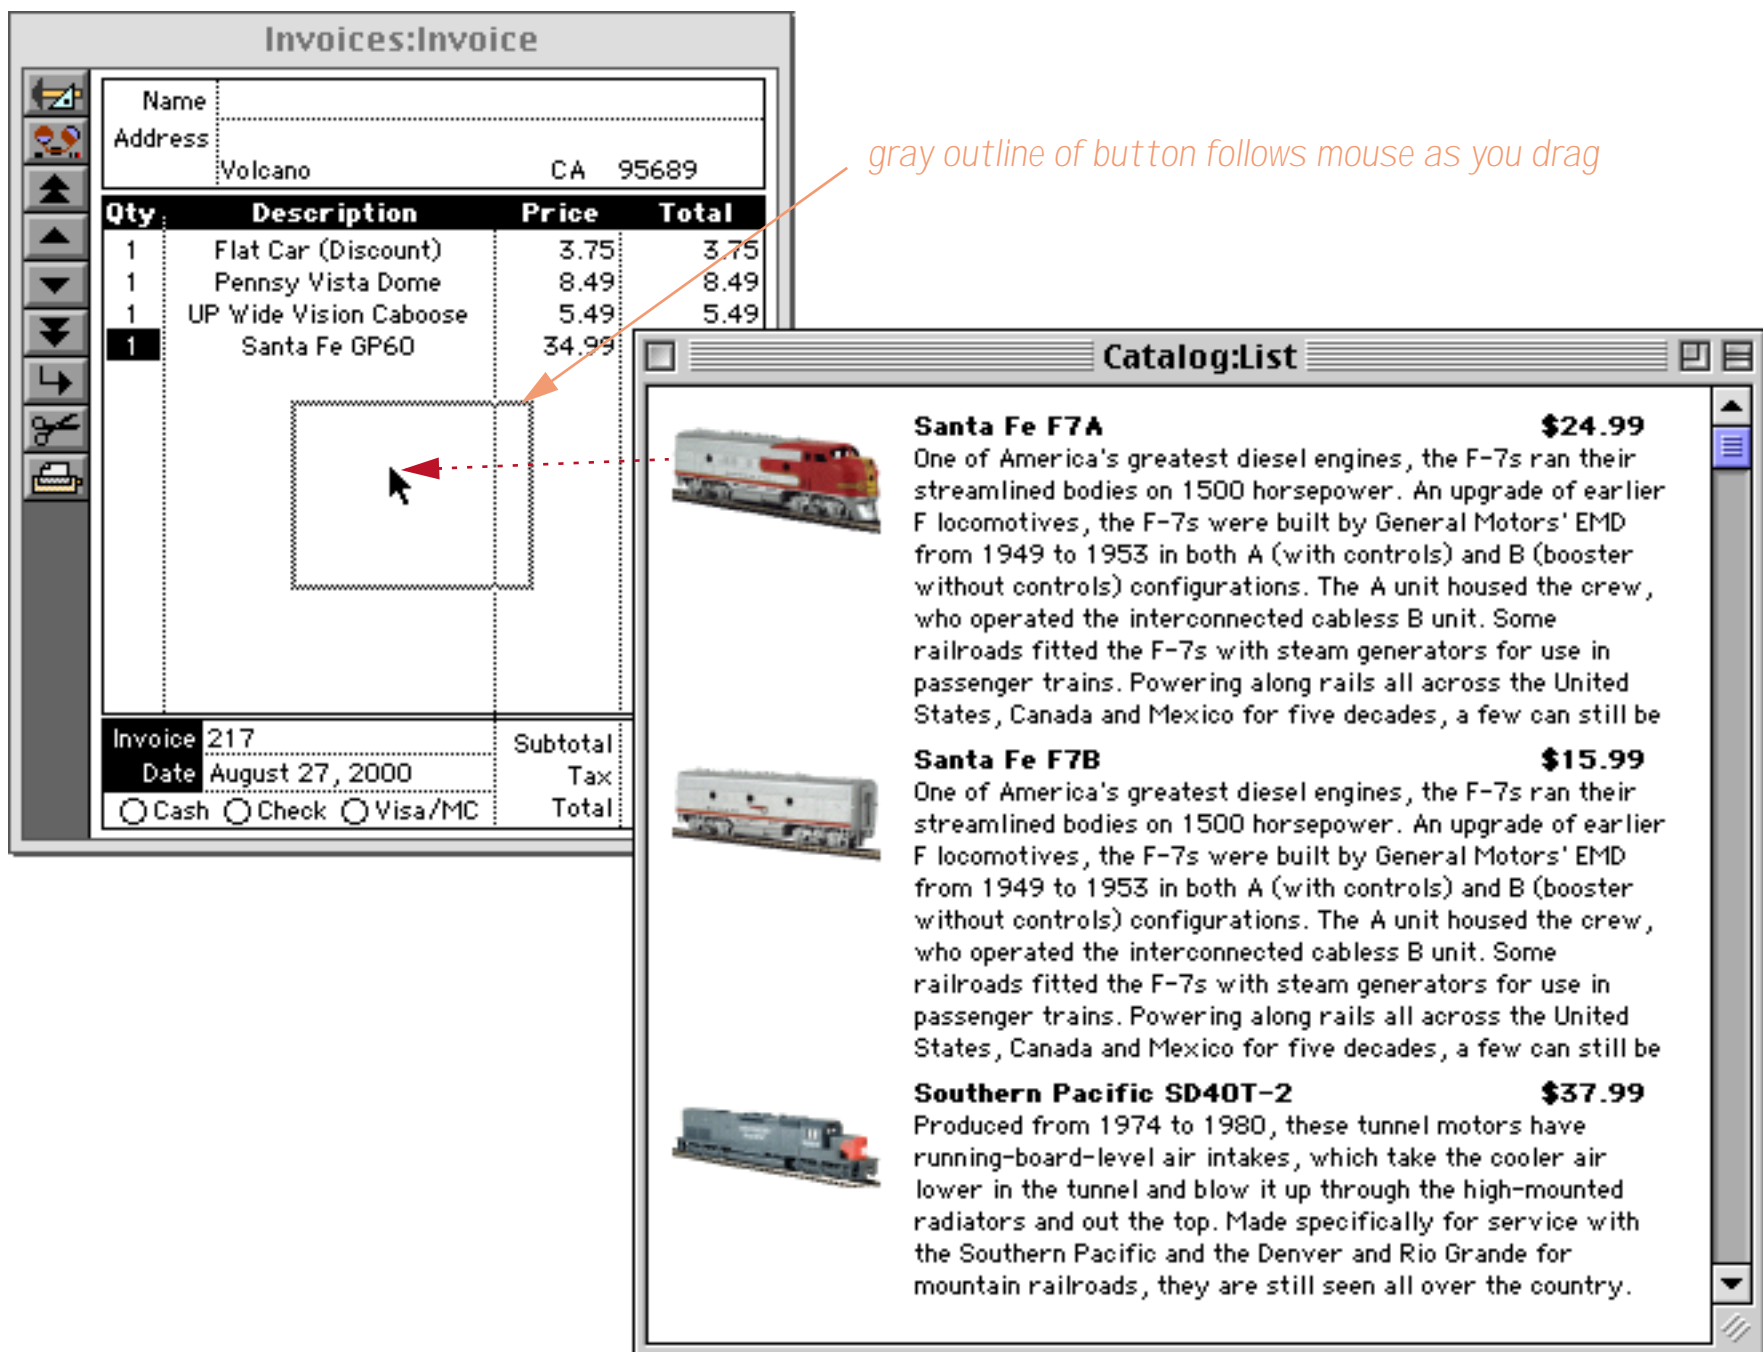 Invoices:Invoice
Name
Address
Volcano CA 95689
gray outline of button follows mouse as you drag
Qty Description Price Total
1 Flat Car (Discount) 3.75 3.75
1 Pennsy Vista Dome 8.49 8.49
1 UP Wide Vision Caboose 5.49 5.49
1 Santa Fe GP60 34.99
Invoice 217 Subtotal
Date August 27, 2000 Tax
Cash Check Visa/MC Total
Catalog:List
Santa Fe F7A $24.99
One of America's greatest diesel engines, the F-7s ran their
streamlined bodies on 1500 horsepower. An upgrade of earlier
F locomotives, the F-7s were built by General Motors' EMD
from 1949 to 1953 in both A (with controls) and B (booster
without controls) configurations. The A unit housed the crew,
who operated the interconnected cabless B unit. Some
railroads fitted the F-7s with steam generators for use in
passenger trains. Powering along rails all across the United
States, Canada and Mexico for five decades, a few can still be
Santa Fe F7B $15.99
One of America's greatest diesel engines, the F-7s ran their
streamlined bodies on 1500 horsepower. An upgrade of earlier
F locomotives, the F-7s were built by General Motors' EMD
from 1949 to 1953 in both A (with controls) and B (booster
without controls) configurations. The A unit housed the crew,
who operated the interconnected cabless B unit. Some
railroads fitted the F-7s with steam generators for use in
passenger trains. Powering along rails all across the United
States, Canada and Mexico for five decades, a few can still be
Southern Pacific SD40T-2 $37.99
Produced from 1974 to 1980, these tunnel motors have
running-board-level air intakes, which take the cooler air
lower in the tunnel and blow it up through the high-mounted
radiators and out the top. Made specifically for service with
the Southern Pacific and the Denver and Rio Grande for
mountain railroads, they are still seen all over the country.